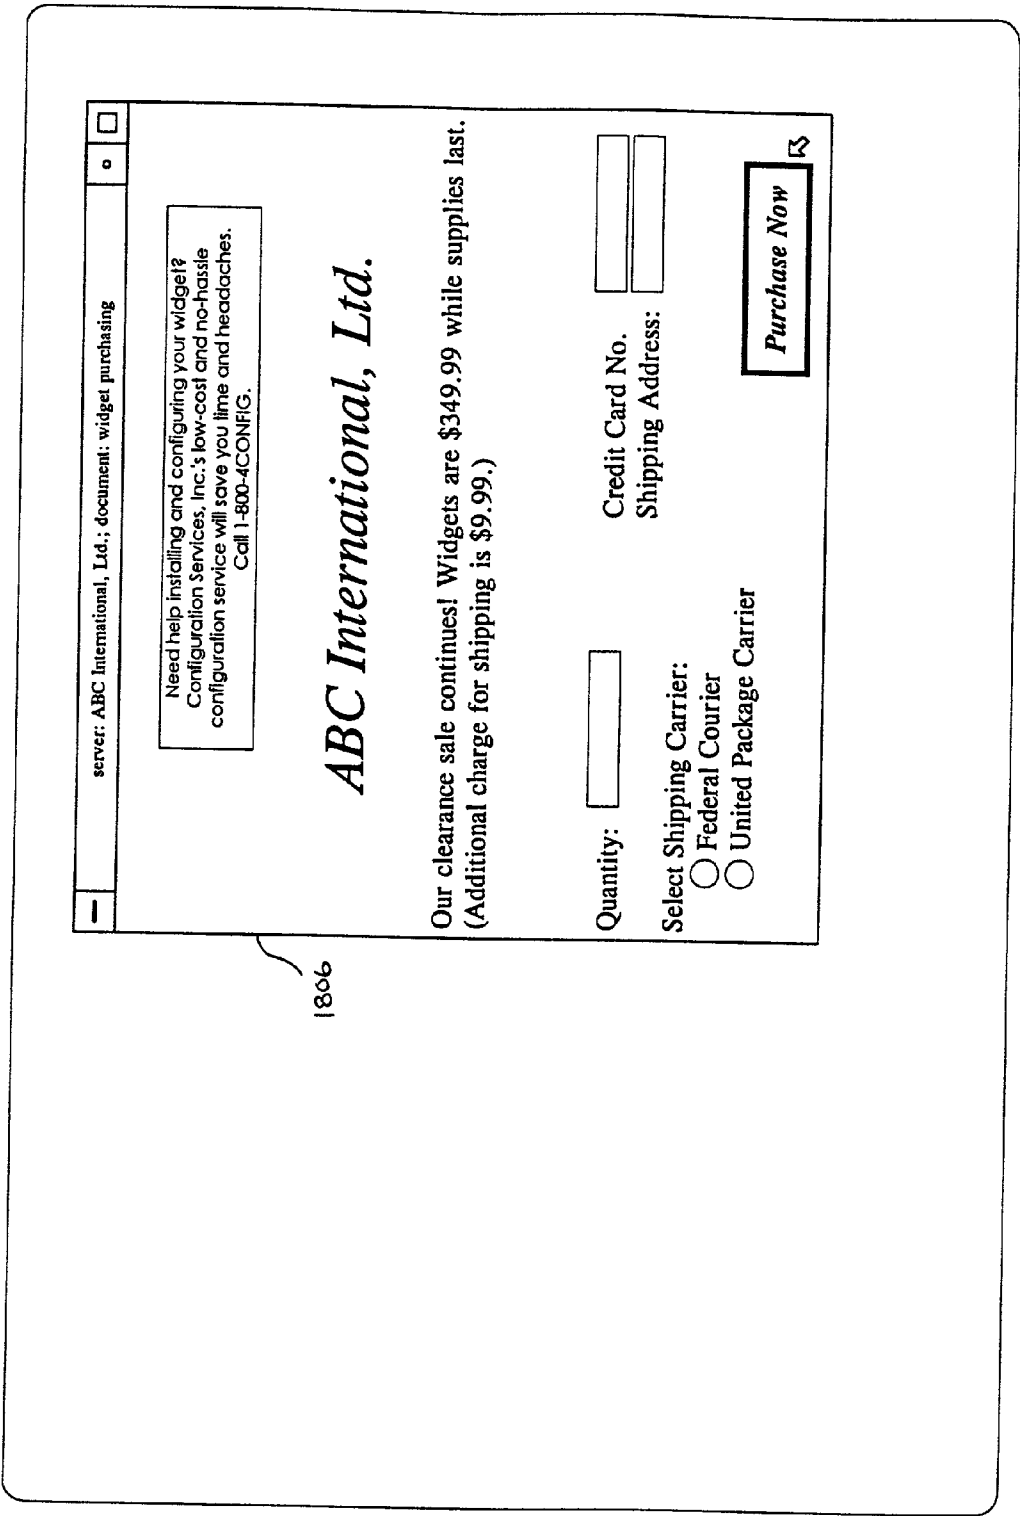 server: ABC International, Ltd.; document: widget purchasing
Need help installing and configuring your widget?
Configuration Services, Inc.'s low-cost and no-hassle
configuration service will save you time and headaches.
Call 1-800-4CONFIG.
ABC International, Ltd.
Our clearance sale continues! Widgets are $349.99 while supplies last.
(Additional charge for shipping is $9.99.)
Quantity:
Credit Card No.
Shipping Address:
Select Shipping Carrier:
Federal Courier
United Package Carrier
Purchase Now
1806